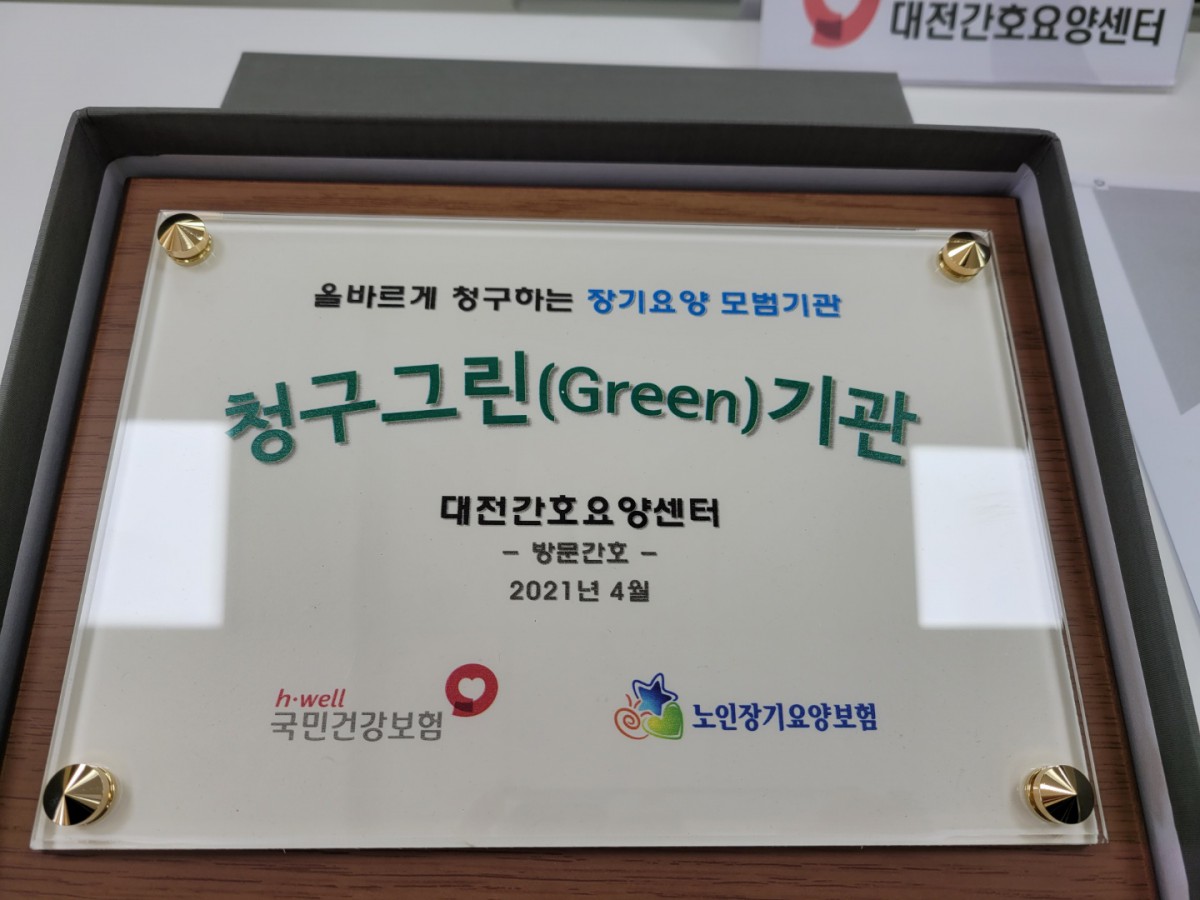 대전간호요양센터
올바르게 청구하는 장기요양 모범기관
청구그린(Green)기관
대전간호요양센터
- 방문간호 -
2021년 4월
h·well
국민건강보험
노인장기요양보험